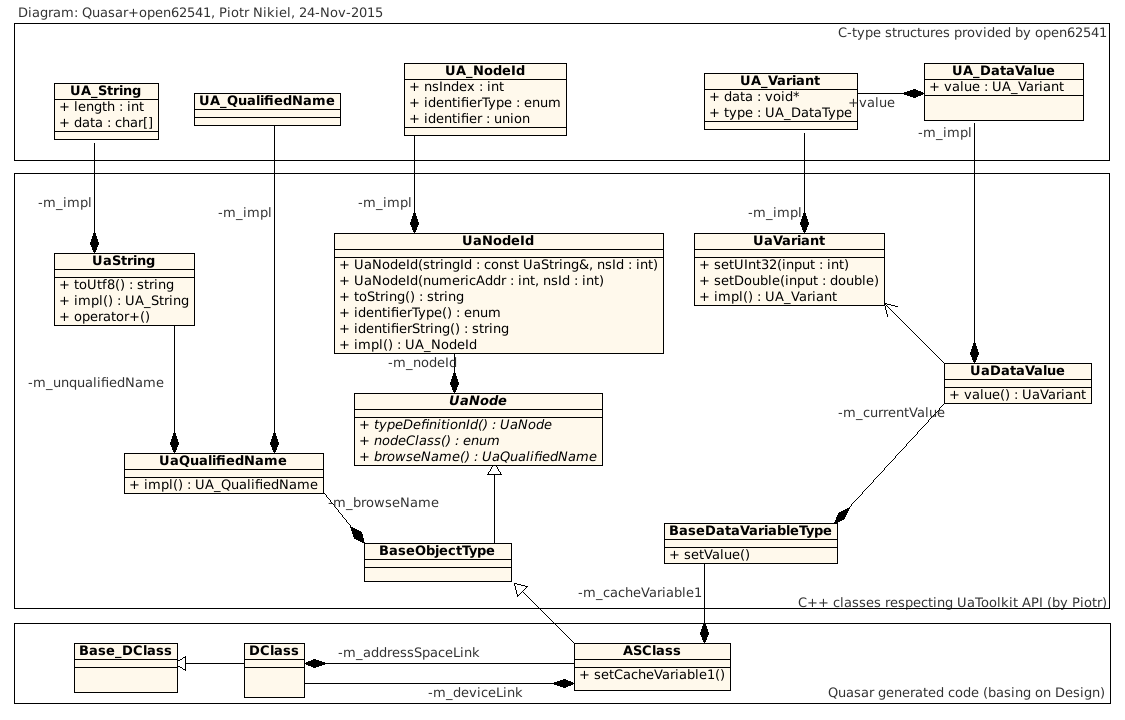 Diagram: Quasar+open62541, Piotr Nikiel, 24-Nov-2015
C-type structures provided by open62541
UA_String
+ length : int
+ data : char[]
UA_QualifiedName
UA_NodeId
+ nsIndex : int
+ identifierType : enum
+ identifier : union
UA_Variant
+ data : void*
+ type : UA_DataType
+value
UA_DataValue
+ value : UA_Variant
-m_impl
-m_impl
-m_impl
-m_impl
-m_impl
UaString
+ toUtf8() : string
+ impl() : UA_String
+ operator+()
UaNodeId
+ UaNodeId(stringId : const UaString&, nsId : int)
+ UaNodeId(numericAddr : int, nsId : int)
+ toString() : string
+ identifierType() : enum
+ identifierString() : string
+ impl() : UA_NodeId
UaVariant
+ setUInt32(input : int)
+ setDouble(input : double)
+ impl() : UA_Variant
-m_nodeId
UaDataValue
+ value() : UaVariant
-m_unqualifiedName
UaNode
+ typeDefinitionId() : UaNode
+ nodeClass() : enum
+ browseName() : UaQualifiedName
-m_currentValue
UaQualifiedName
+ impl() : UA_QualifiedName
-m_browseName
BaseObjectType
BaseDataVariableType
+ setValue()
-m_cacheVariable1
C++ classes respecting UaToolkit API (by Piotr)
Base_DClass
DClass
-m_addressSpaceLink
-m_deviceLink
ASClass
+ setCacheVariable1()
Quasar generated code (basing on Design)